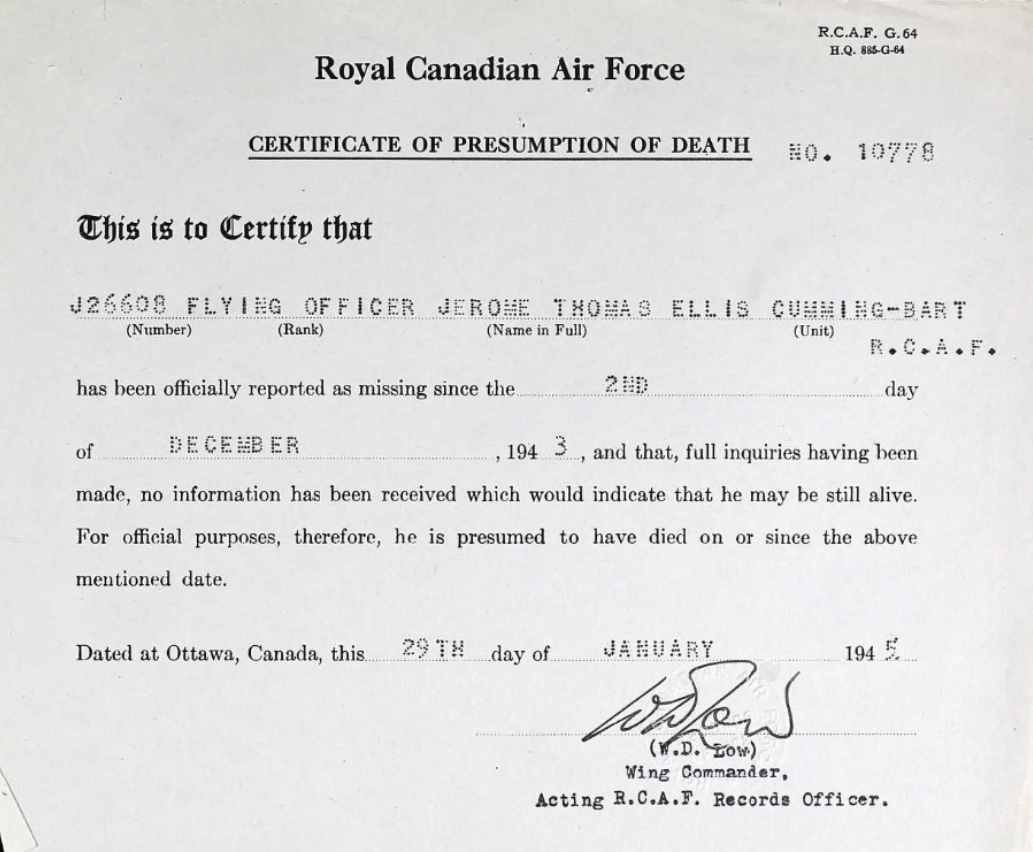 R.C.A.F. G.64
H.Q. 885-G-64
Royal Canadian Air Force
CERTIFICATE OF PRESUMPTION OF DEATH NO. 10778
This is to Certify that
J26608 FLYING OFFICER JEROME THOMAS ELLIS CUMMING-BART
(Number) (Rank) (Name in Full) (Unit)
R.C.A.F.
has been officially reported as missing since the 2ND day
of DECEMBER , 194 3 , and that, full inquiries having been
made, no information has been received which would indicate that he may be still alive.
For official purposes, therefore, he is presumed to have died on or since the above
mentioned date.
Dated at Ottawa, Canada, this 29TH day of JANUARY 194 5
WDLow
(W.D. Low)
Wing Commander,
Acting R.C.A.F. Records Officer.